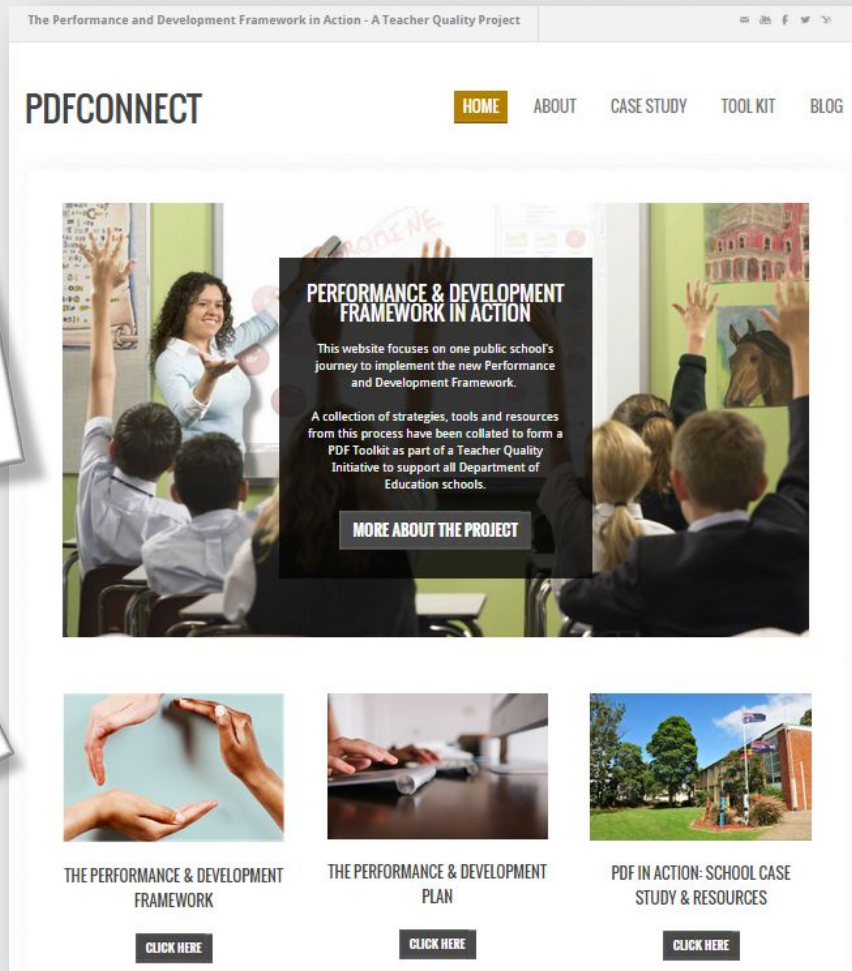 The Performance and Development Framework in Action - A Teacher Quality Project
PDFCONNECT
HOME
ABOUT
CASE STUDY
TOOL KIT
BLOG
PERFORMANCE & DEVELOPMENT
FRAMEWORK IN ACTION
This website focuses on one public school's
journey to implement the new Performance
and Development Framework.
A collection of strategies, tools and resources
from this process have been collated to form a
PDF Toolkit as part of a Teacher Quality
Initiative to support all Department of
Education schools.
MORE ABOUT THE PROJECT
THE PERFORMANCE & DEVELOPMENT
FRAMEWORK
CLICK HERE
THE PERFORMANCE & DEVELOPMENT
PLAN
CLICK HERE
PDF IN ACTION: SCHOOL CASE
STUDY & RESOURCES
CLICK HERE